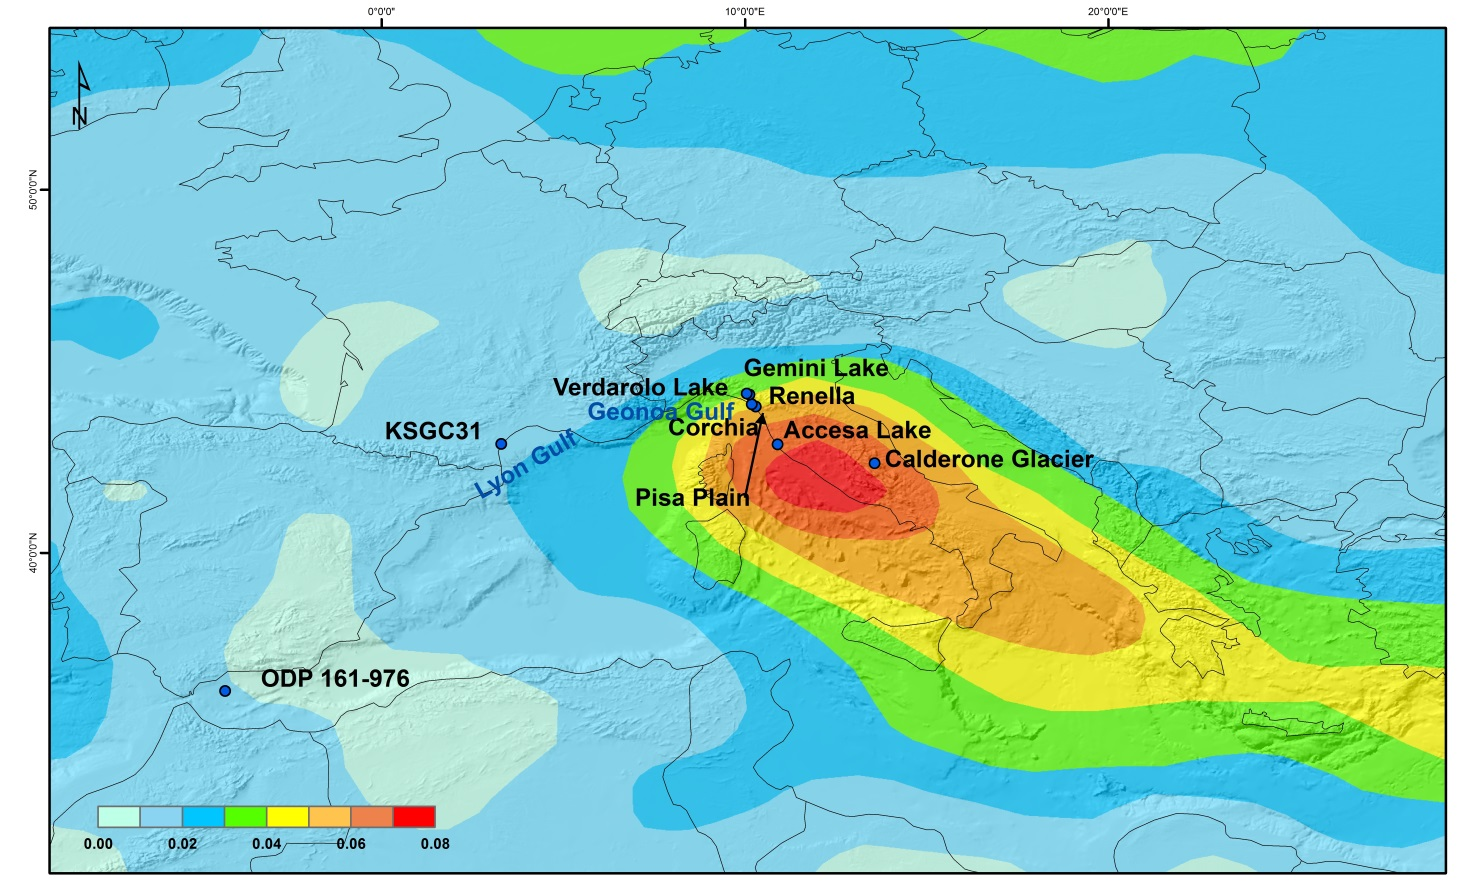 0°0'0"
10°0'0"E
20°0'0"E
N
50°0'0"N
Gemini Lake
Verdarolo Lake
Renella
Geonoa Gulf
Corchia
KSGC31
Accesa Lake
Lyon Gulf
Calderone Glacier
Pisa Plain
40°0'0"N
ODP 161-976
0.00 0.02 0.04 0.06 0.08